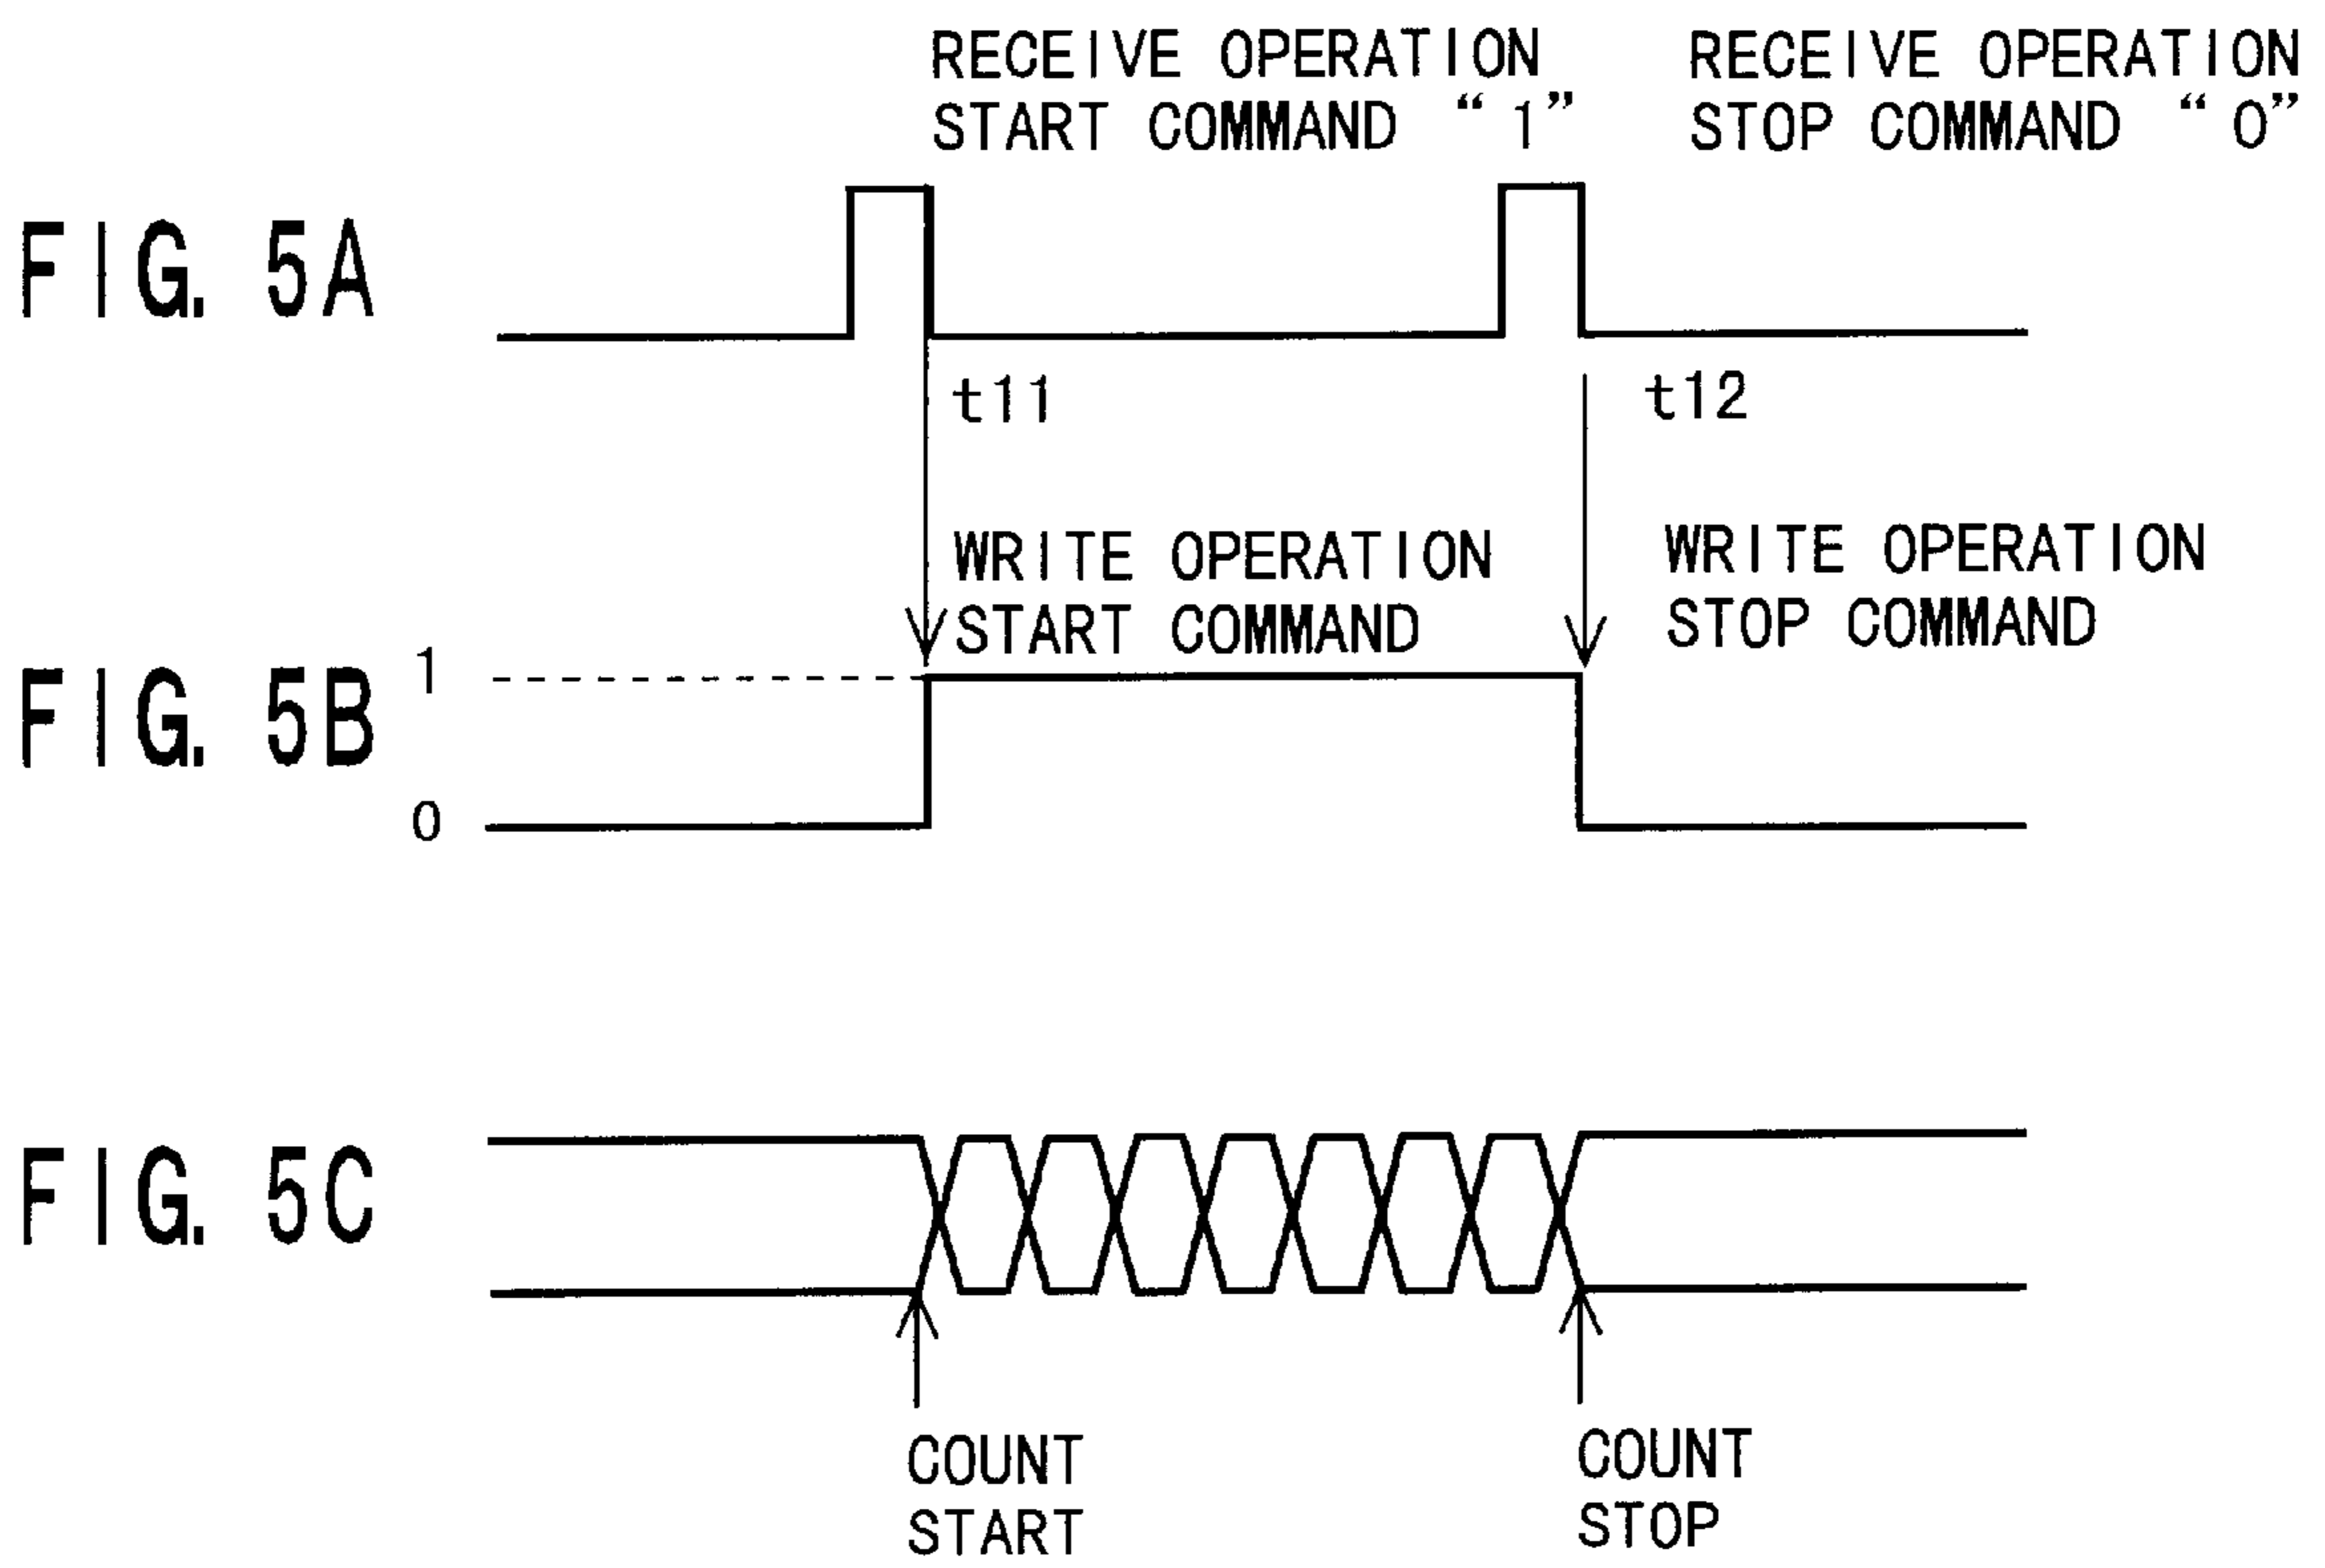 RECEIVE OPERATION
START COMMAND “1”
RECEIVE OPERATION
STOP COMMAND “0”
FIG. 5A
t11
t12
WRITE OPERATION
START COMMAND
WRITE OPERATION
STOP COMMAND
FIG. 5B
1
0
FIG. 5C
COUNT
START
COUNT
STOP